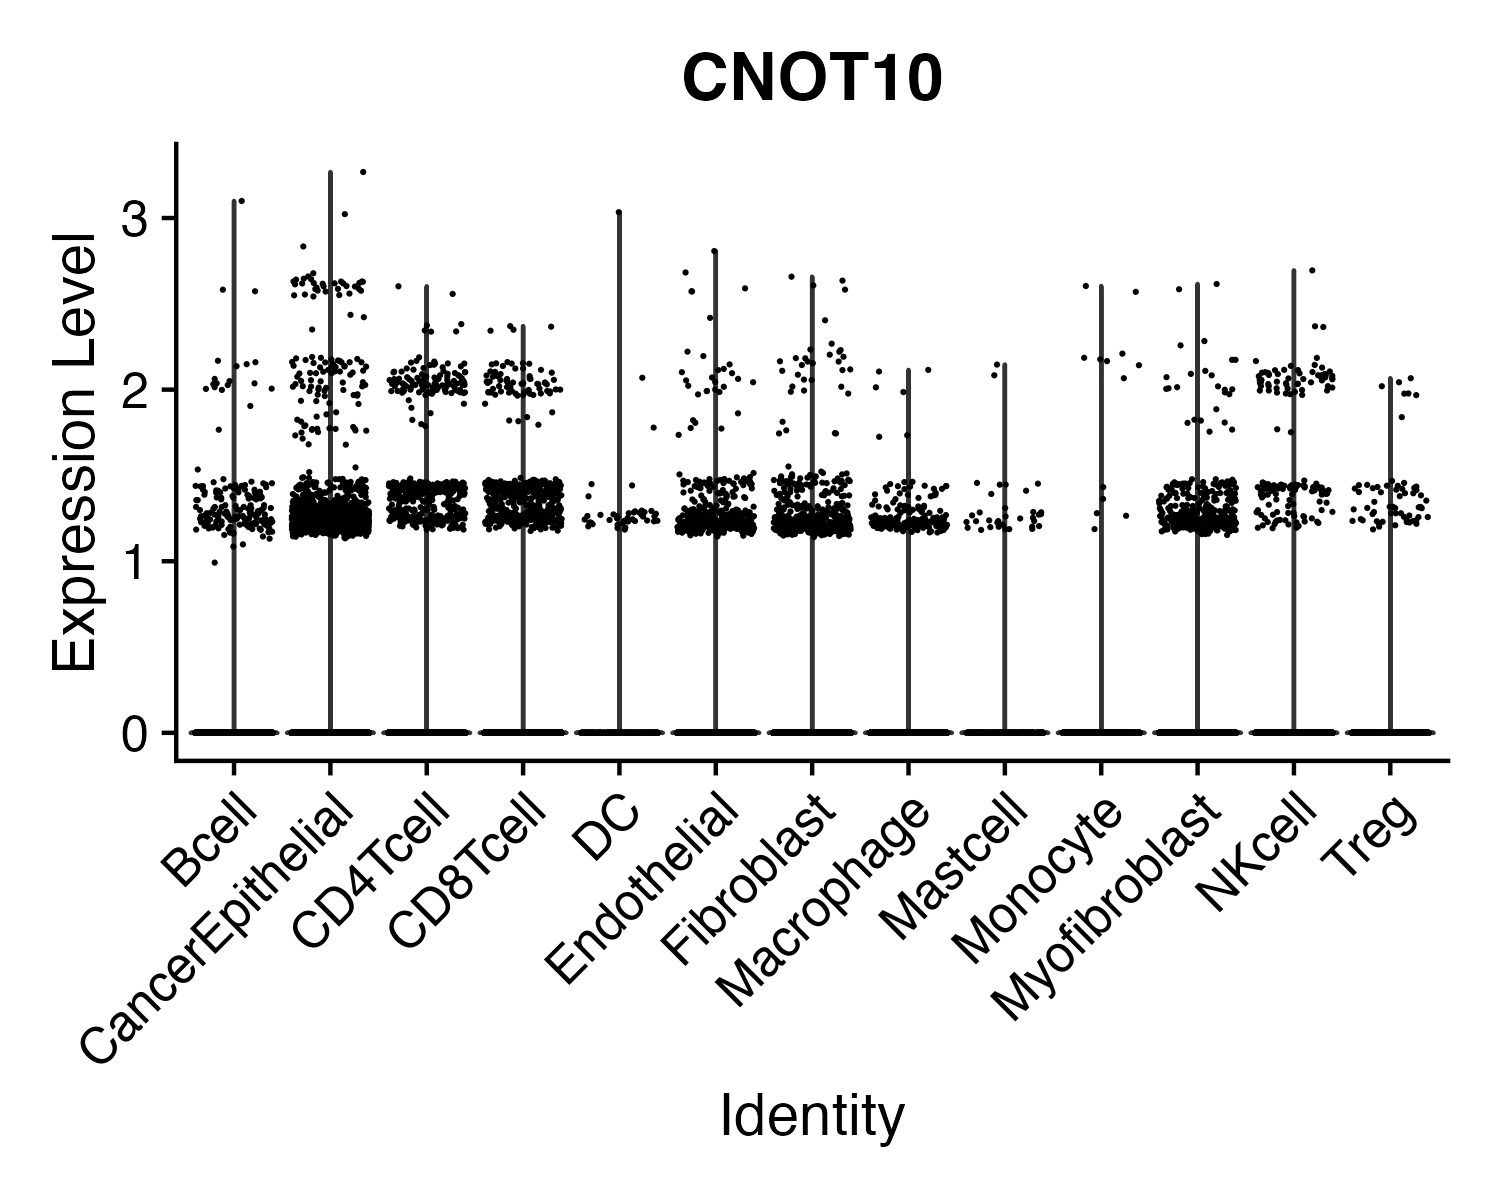 CNOT10
Expression Level
3
2
1
0
Bcell
CancerEpithelial
CD4Tcell
CD8Tcell
DC
Endothelial
Fibroblast
Macrophage
Mastcell
Monocyte
Myofibroblast
NKcell
Treg
Identity